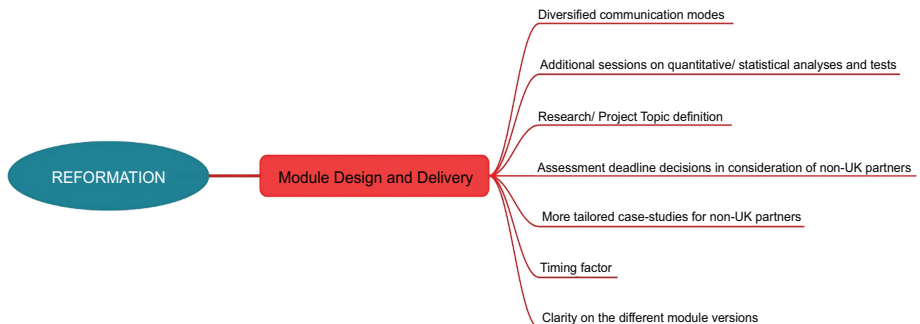 Diversified communication modes
Additional sessions on quantitative/ statistical analyses and tests
Research/ Project Topic definition
REFORMATION
Module Design and Delivery
Assessment deadline decisions in consideration of non-UK partners
More tailored case-studies for non-UK partners
Timing factor
Clarity on the different module versions